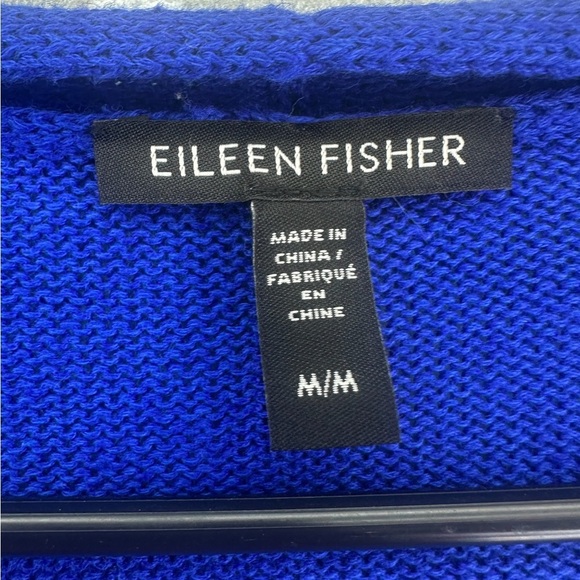 EILEEN FISHER
MADE IN
CHINA /
FABRIQUÉ
EN
CHINE
M/M